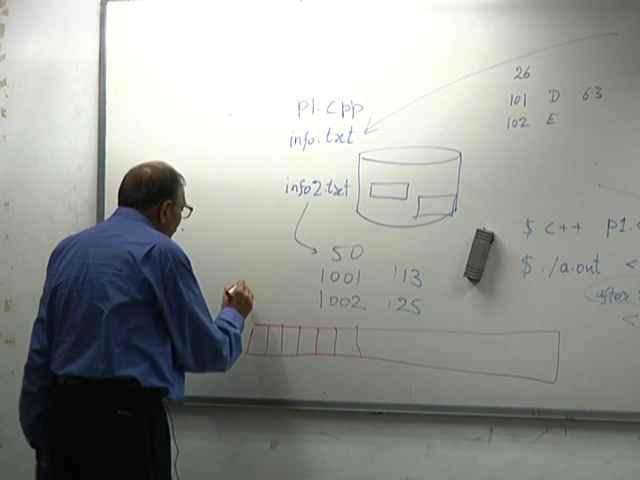 26
101 D 63
102 E
p1.cpp
info.txt
info2.txt
50
1001 13
1002 25
$ c++ p1.c
$ ./a.out <
after
<